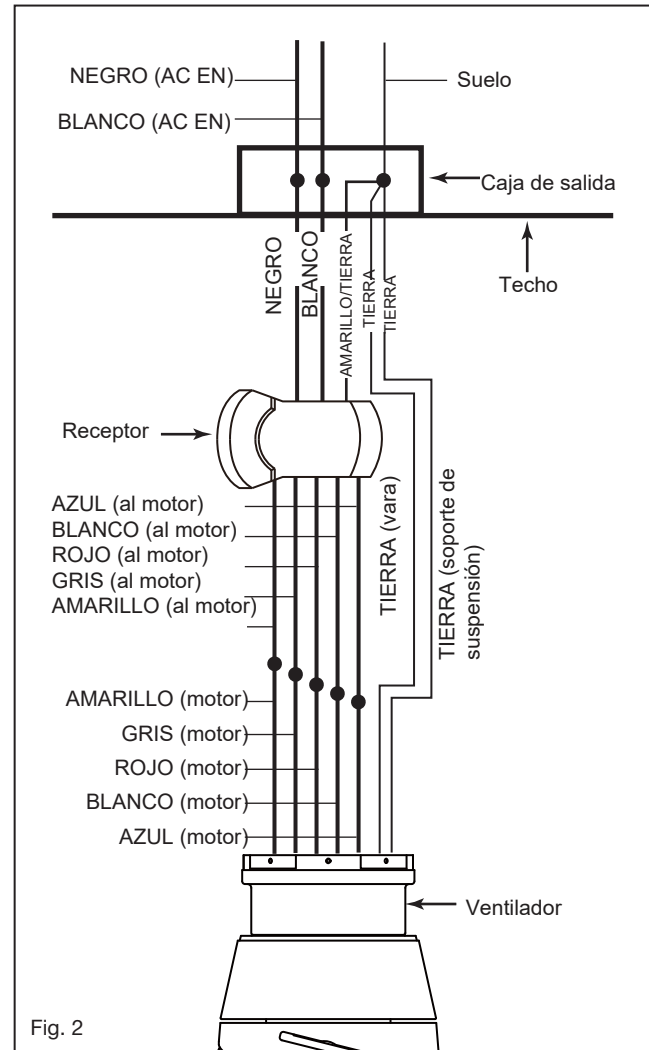 NEGRO (AC EN)
Suelo
BLANCO (AC EN)
Caja de salida
Techo
NEGRO
BLANCO
AMARILLO/TIERRA
TIERRA
TIERRA
Receptor
AZUL (al motor)
BLANCO (al motor)
ROJO (al motor)
GRIS (al motor)
AMARILLO (al motor)
TIERRA (vara)
TIERRA (soporte de
suspensión)
AMARILLO (motor)
GRIS (motor)
ROJO (motor)
BLANCO (motor)
AZUL (motor)
Ventilador
Fig. 2